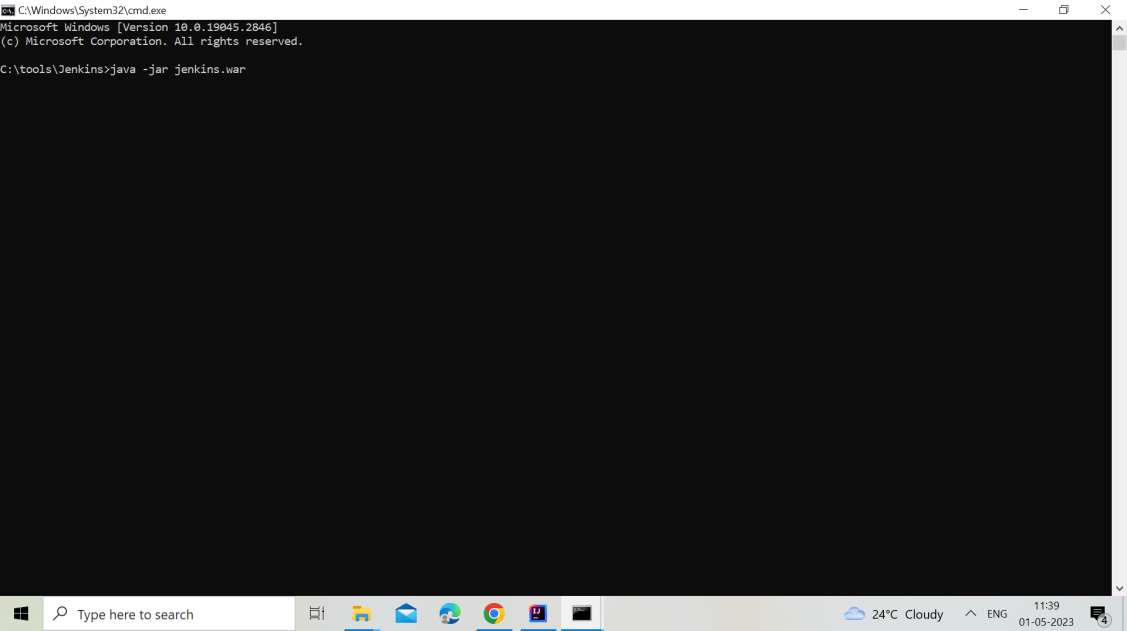 C:\Windows\System32\cmd.exe
Microsoft Windows [Version 10.0.19045.2846]
(c) Microsoft Corporation. All rights reserved.
C:\tools\Jenkins>java -jar jenkins.war
Type here to search
24°C Cloudy
ENG
11:39
01-05-2023
4